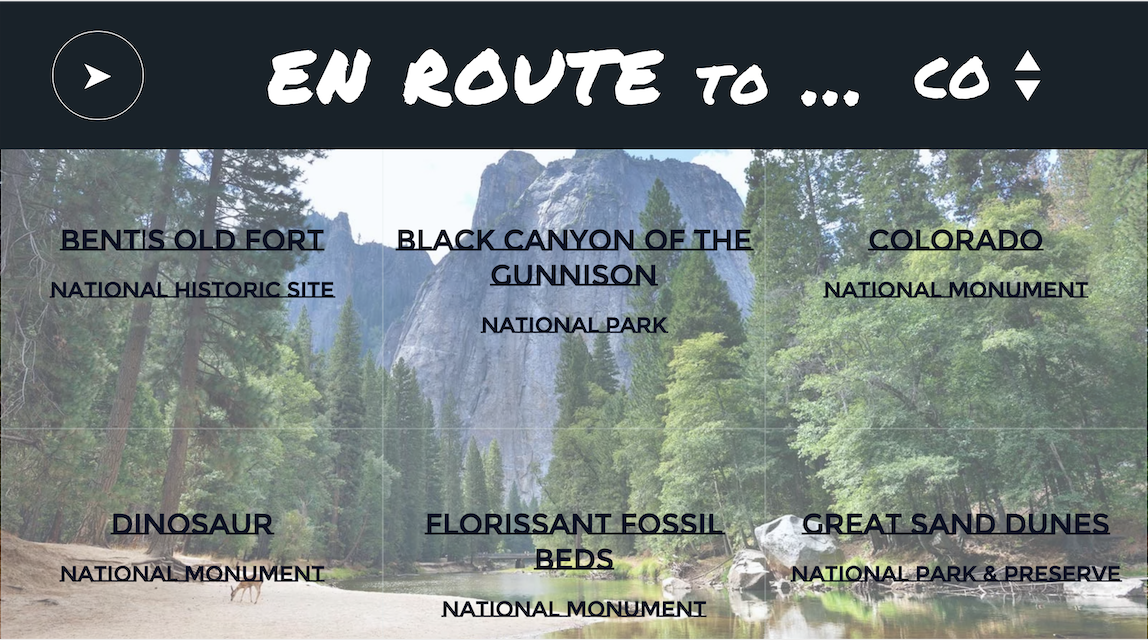 EN ROUTE TO ... CO
BENTIS OLD FORT
NATIONAL HISTORIC SITE
BLACK CANYON OF THE
GUNNISON
NATIONAL PARK
COLORADO
NATIONAL MONUMENT
DINOSAUR
NATIONAL MONUMENT
FLORISSANT FOSSIL
BEDS
NATIONAL MONUMENT
GREAT SAND DUNES
NATIONAL PARK & PRESERVE